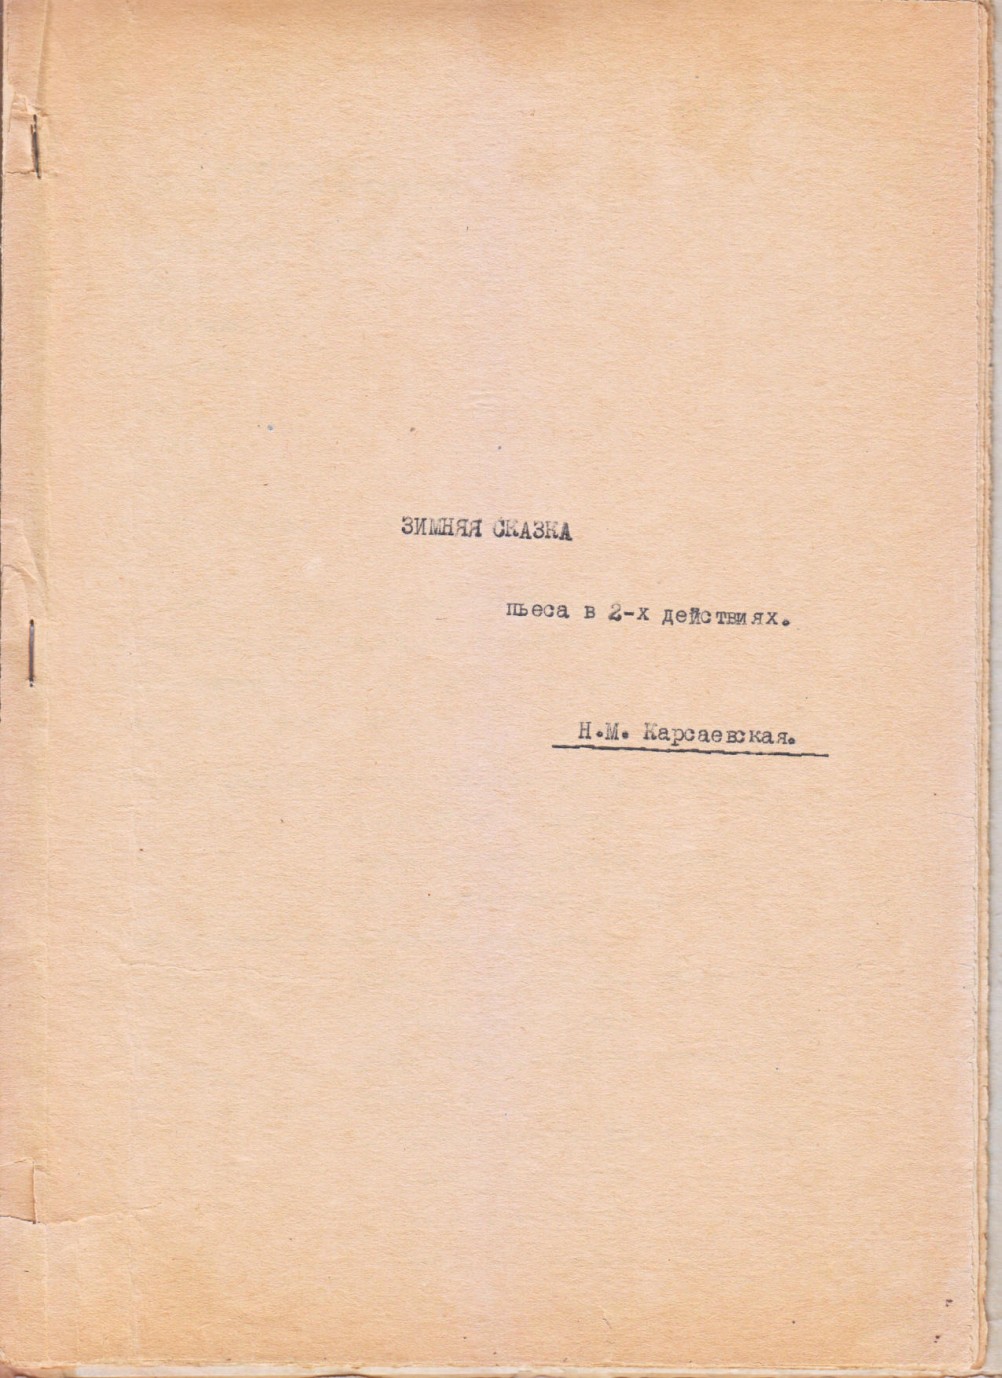 ЗИМНЯЯ СКАЗКА
пьеса в 2-х действиях.
Н.М. Карсаевская.